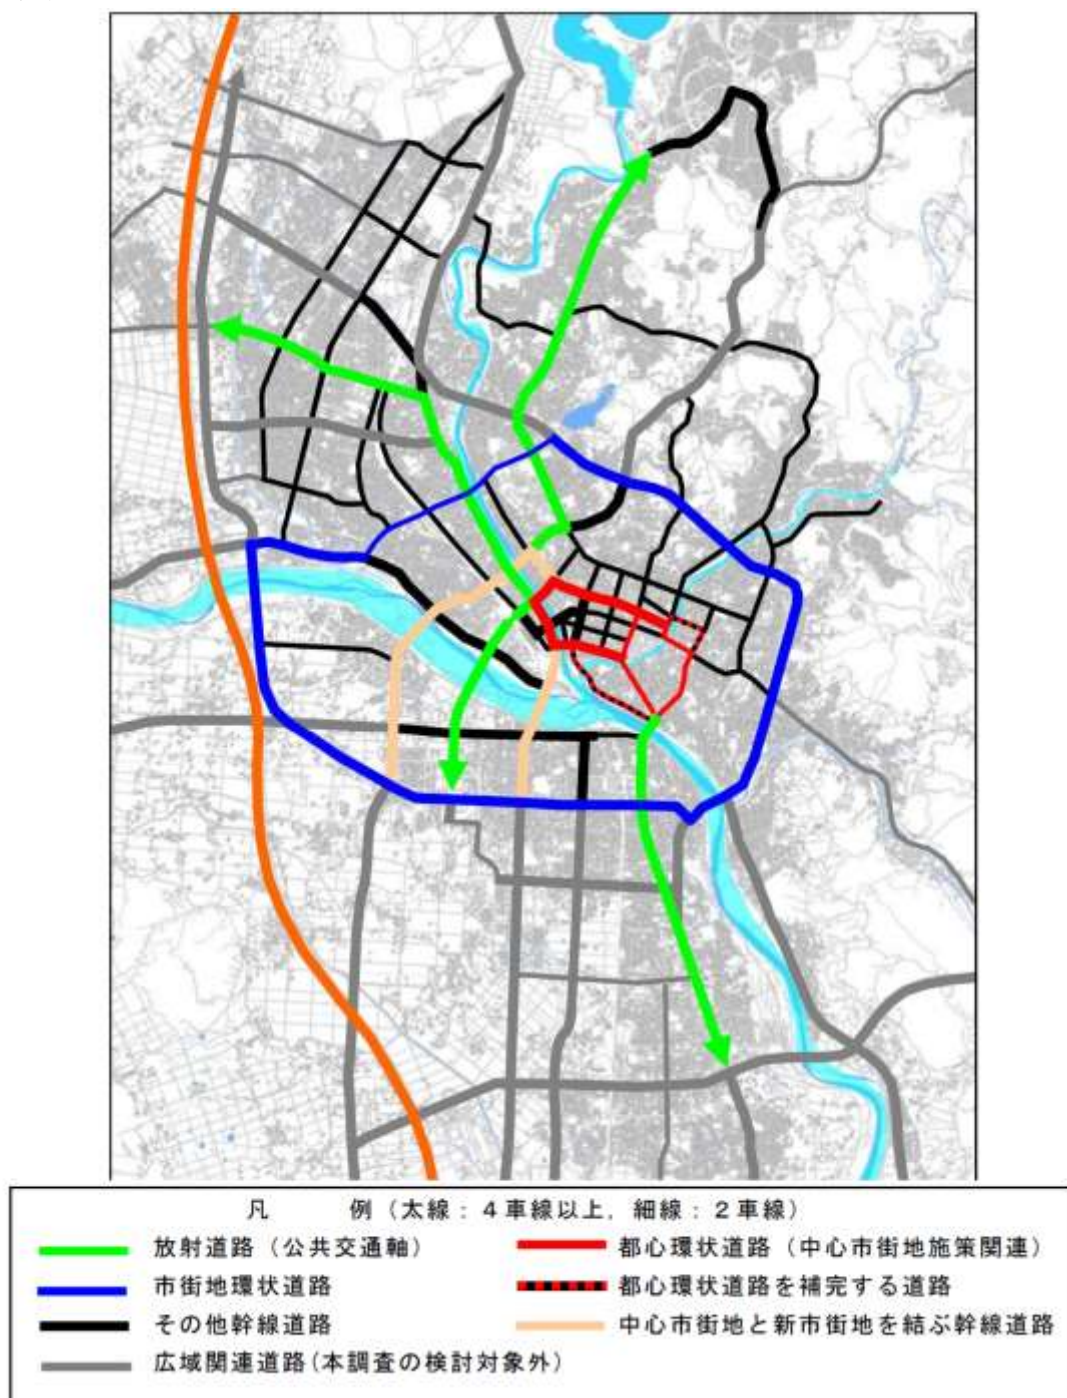 凡　例（太線：４車線以上，細線：２車線）
放射道路（公共交通軸）
都心環状道路（中心市街地施策関連）
市街地環状道路
都心環状道路を補完する道路
その他幹線道路
中心市街地と新市街地を結ぶ幹線道路
広域関連道路(本調査の検討対象外)